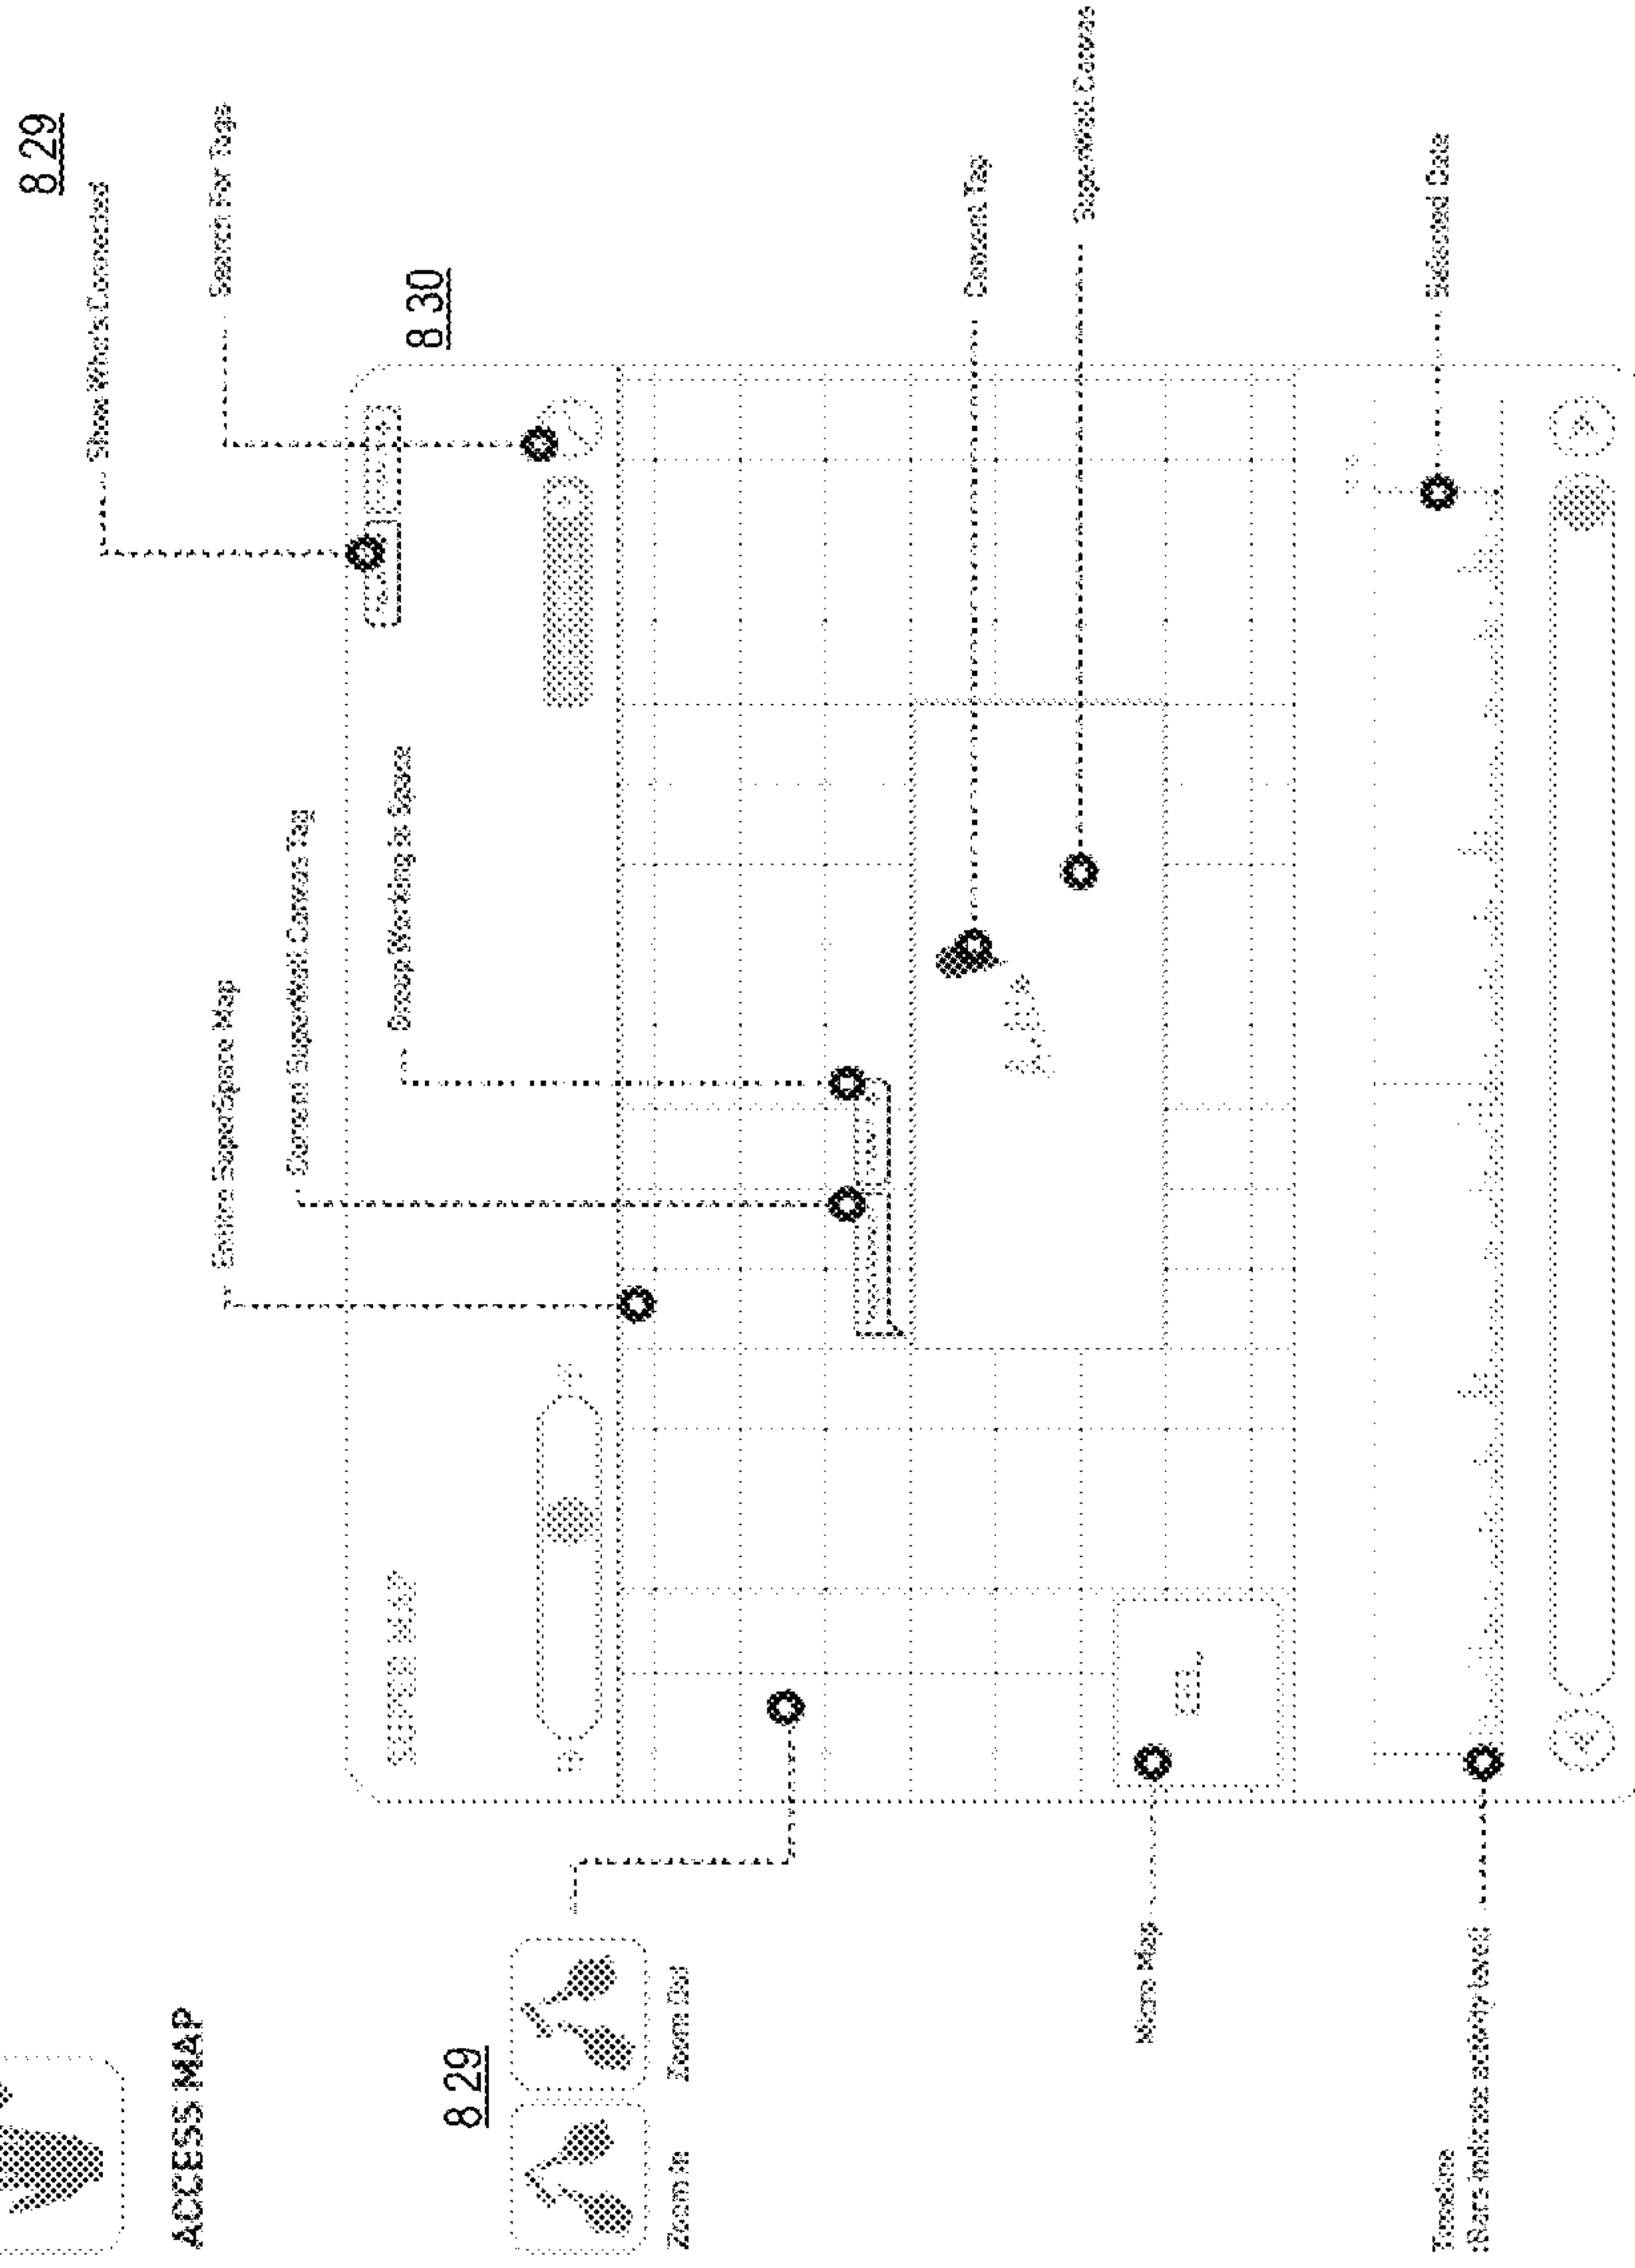 ACCESS MAP
8 29
Zoom In
Zoom Out
Micro Map
Timeline
(Bars indicate activity level)
Entire SuperSpace Map
Current SuperWall Canvas Tag
Group Working in Space
8 29
Show Who's Connected
Search For Tags
8 30
SUPER MAP
Content Tag
SuperWall Canvas
Selected Date